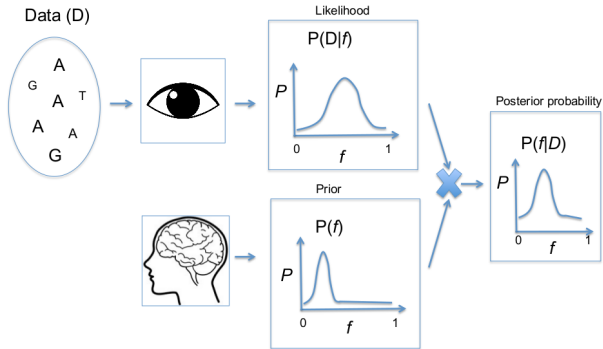 Data (D)
A
G
A
T
A
A
G
Likelihood
P(D|f)
P
0
1
f
Prior
P(f)
P
0
1
f
Posterior probability
P(f|D)
P
0
1
f